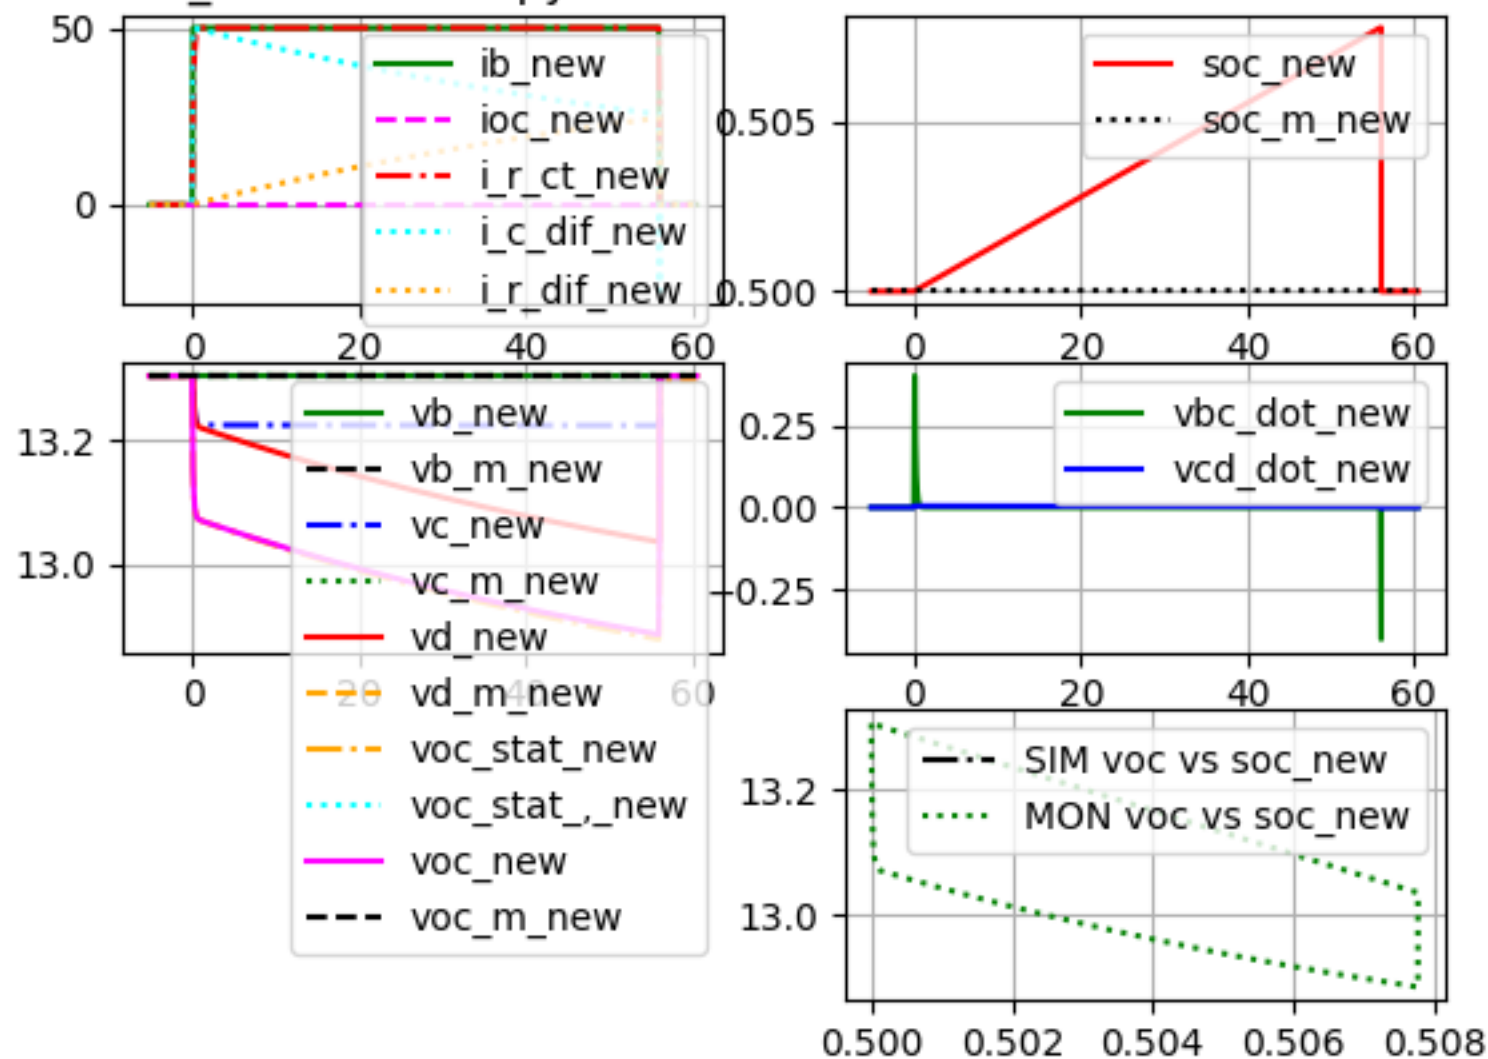 50
0
0
20
40
60
ib_new
ioc_new
i_r_ct_new
i_c_dif_new
i_r_dif_new
0.505
0.500
0
20
40
60
soc_new
soc_m_new
13.2
13.0
0
20
40
60
vb_new
vb_m_new
vc_new
vc_m_new
vd_new
vd_m_new
voc_stat_new
voc_stat_,_new
voc_new
voc_m_new
0.25
0.00
−0.25
0
20
40
60
vbc_dot_new
vcd_dot_new
13.2
13.0
0.500
0.502
0.504
0.506
0.508
SIM voc vs soc_new
MON voc vs soc_new